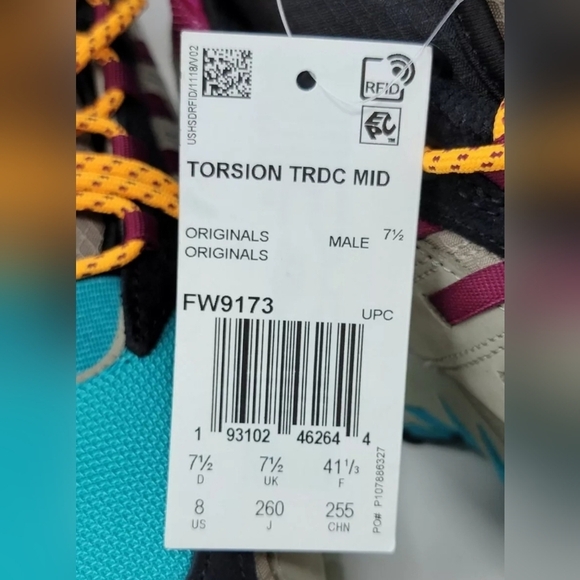 USHSDRFID/1118/V02
RFID
EPC
TORSION TRDC MID
ORIGINALS
ORIGINALS
MALE 7½
FW9173
UPC
1 93102 46264 4
7½ 7½ 41⅓
D UK F
8 260 255
US J CHN
PO# P107886327